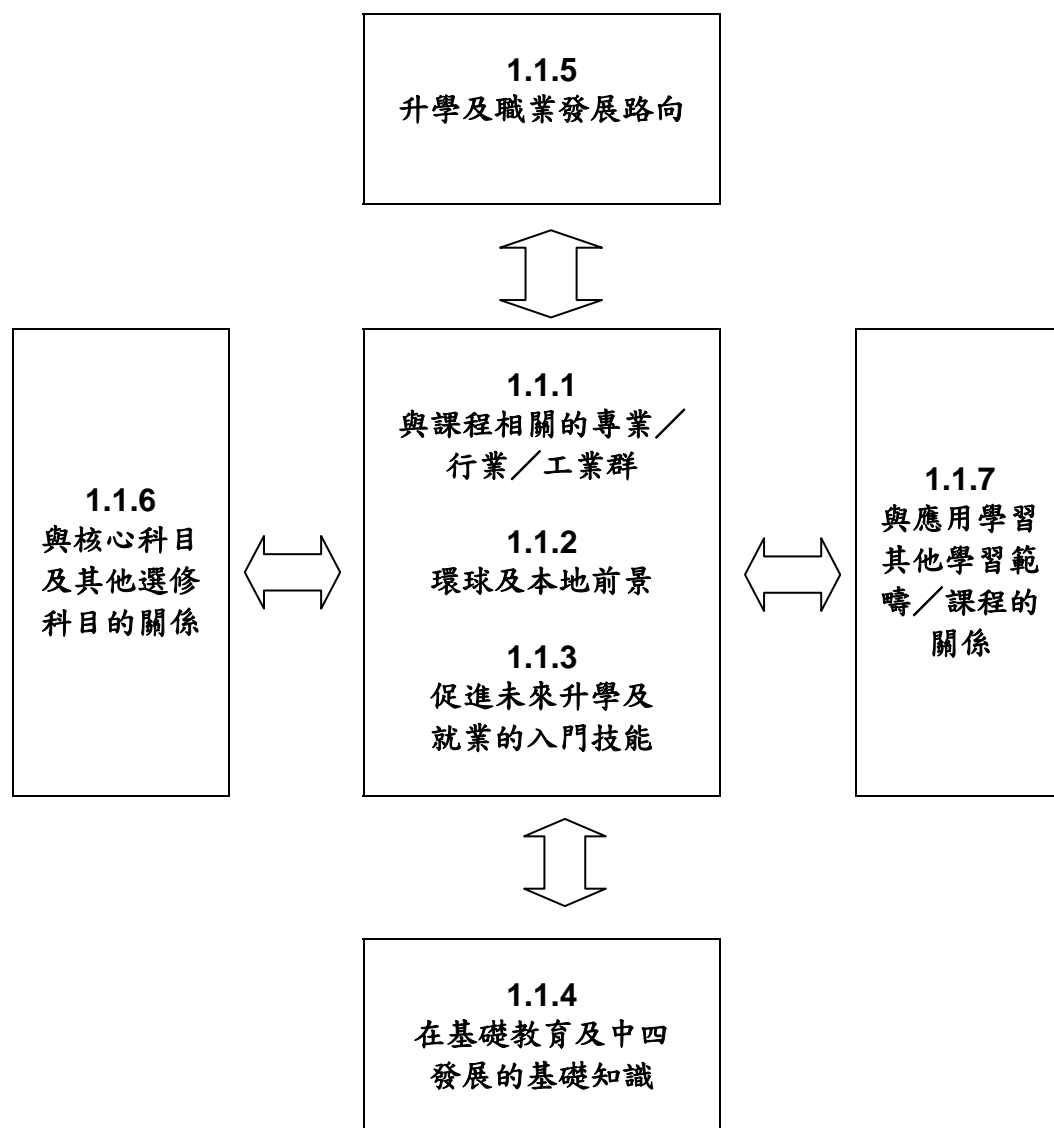 1.1.5
升學及職業發展路向
1.1.6
與核心科目
及其他選修
科目的關係
1.1.1
與課程相關的專業／
行業／工業群
1.1.2
環球及本地前景
1.1.3
促進未來升學及
就業的入門技能
1.1.7
與應用學習
其他學習範
疇／課程的
關係
1.1.4
在基礎教育及中四
發展的基礎知識